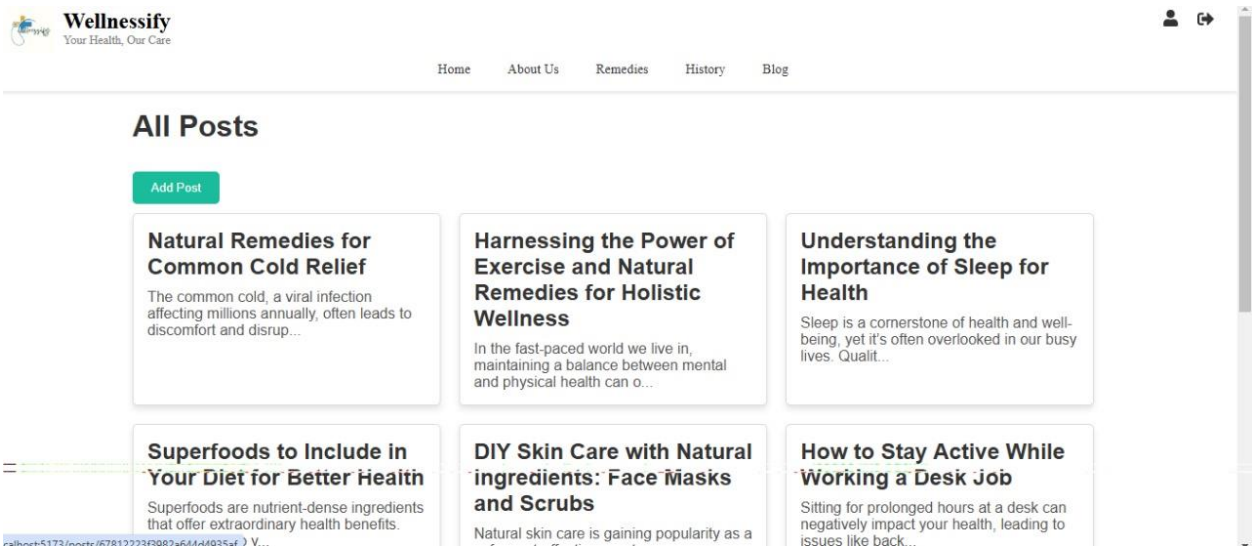 Wellnessify
Your Health, Our Care
Home About Us Remedies History Blog
All Posts
Add Post
Natural Remedies for
Common Cold Relief
The common cold, a viral infection
affecting millions annually, often leads to
discomfort and disrup...
Harnessing the Power of
Exercise and Natural
Remedies for Holistic
Wellness
In the fast-paced world we live in,
maintaining a balance between mental
and physical health can o...
Understanding the
Importance of Sleep for
Health
Sleep is a cornerstone of health and well-
being, yet it's often overlooked in our busy
lives. Qualit...
Superfoods to Include in
Your Diet for Better Health
Superfoods are nutrient-dense ingredients
that offer extraordinary health benefits.
y...
DIY Skin Care with Natural
Ingredients: Face Masks
and Scrubs
Natural skin care is gaining popularity as a
How to Stay Active While
Working a Desk Job
Sitting for prolonged hours at a desk can
negatively impact your health, leading to
issues like back...
calhost:5173/posts/67812223f3982a644d4935af